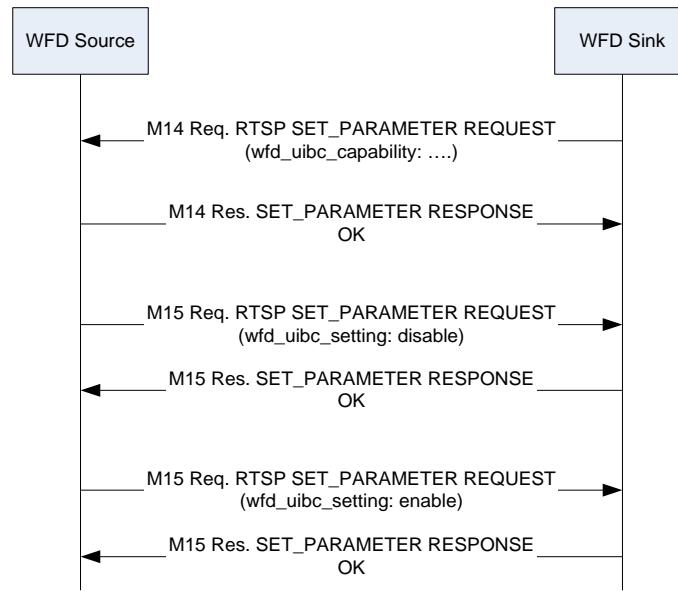 WFD Source
WFD Sink
M14 Req. RTSP SET_PARAMETER REQUEST
(wfd_uibc_capability: ….)
M14 Res. SET_PARAMETER RESPONSE
OK
M15 Req. RTSP SET_PARAMETER REQUEST
(wfd_uibc_setting: disable)
M15 Res. SET_PARAMETER RESPONSE
OK
M15 Req. RTSP SET_PARAMETER REQUEST
(wfd_uibc_setting: enable)
M15 Res. SET_PARAMETER RESPONSE
OK